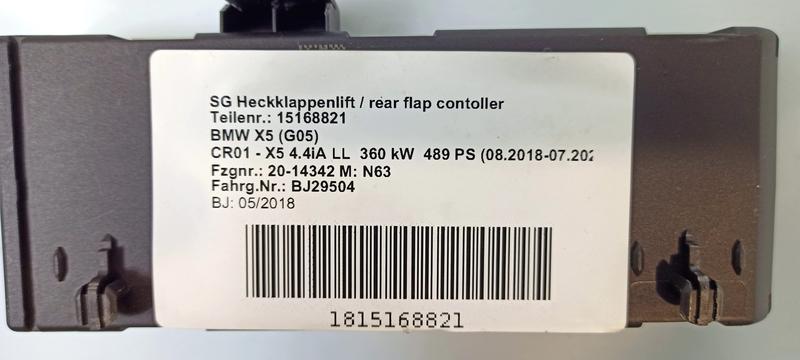 SG Heckklappenlift / rear flap contoller
Teilenr.: 15168821
BMW X5 (G05)
CR01 - X5 4.4iA LL 360 kW 489 PS (08.2018-07.202
Fzgnr.: 20-14342 M: N63
Fahrg.Nr.: BJ29504
BJ: 05/2018
1815168821